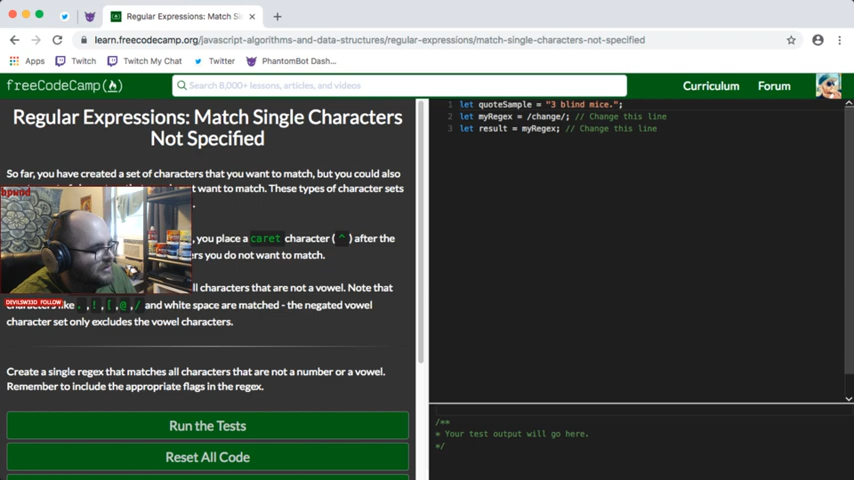 Regular Expressions: Match Si
learn.freecodecamp.org/javascript-algorithms-and-data-structures/regular-expressions/match-single-characters-not-specified
Apps Twitch Twitch My Chat Twitter PhantomBot Dash...
freeCodeCamp Search 8,000+ lessons, articles, and videos Curriculum Forum
Regular Expressions: Match Single Characters
Not Specified
So far, you have created a set of characters that you want to match, but you could also
want to match. These types of character sets
, you place a caret character ( ^ ) after the
you do not want to match.
all characters that are not a vowel. Note that
characters like . , ! , [ , @ , / and white space are matched - the negated vowel
character set only excludes the vowel characters.
Create a single regex that matches all characters that are not a number or a vowel.
Remember to include the appropriate flags in the regex.
Run the Tests
Reset All Code
DEVILSW33D FOLLOW
1 let quoteSample = "3 blind mice.";
2 let myRegex = /change/; // Change this line
3 let result = myRegex; // Change this line
/**
* Your test output will go here.
*/